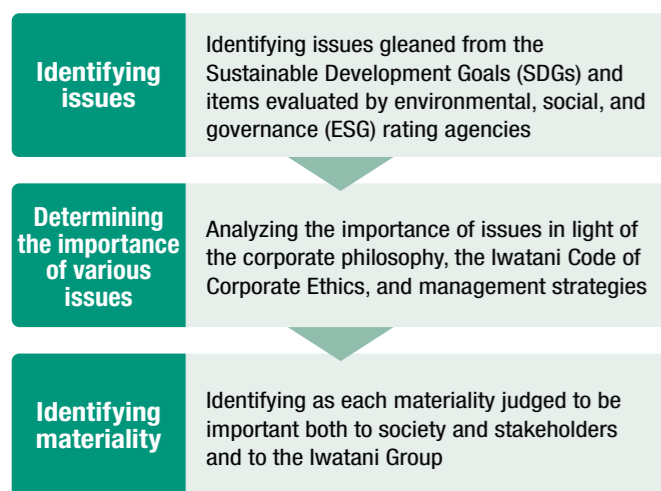 Identifying
issues
Identifying issues gleaned from the
Sustainable Development Goals (SDGs) and
items evaluated by environmental, social, and
governance (ESG) rating agencies
Determining
the importance
of various
issues
Analyzing the importance of issues in light of
the corporate philosophy, the Iwatani Code of
Corporate Ethics, and management strategies
Identifying
materiality
Identifying as each materiality judged to be
important both to society and stakeholders
and to the Iwatani Group